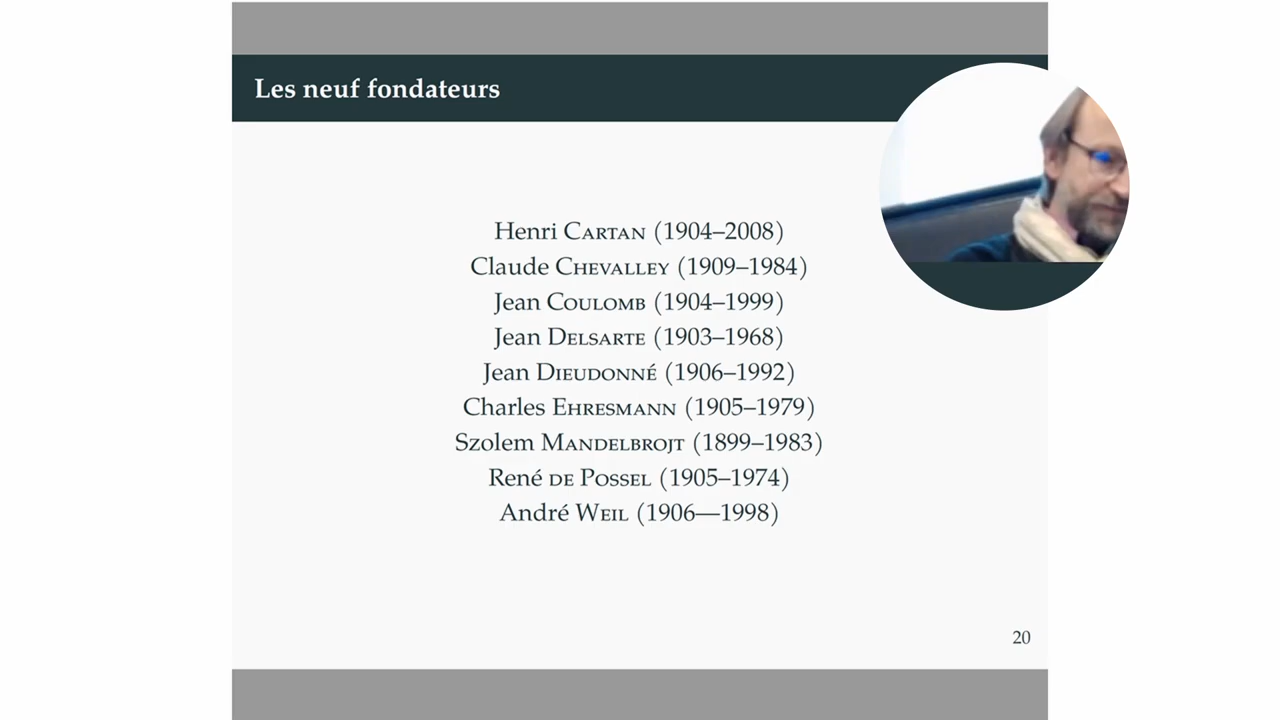 Les neuf fondateurs
Henri CARTAN (1904–2008)
Claude CHEVALLEY (1909–1984)
Jean COULOMB (1904–1999)
Jean DELSARTE (1903–1968)
Jean DIEUDONNÉ (1906–1992)
Charles EHRESMANN (1905–1979)
Szolem MANDELBROJT (1899–1983)
René DE POSSEL (1905–1974)
André WEIL (1906—1998)
20